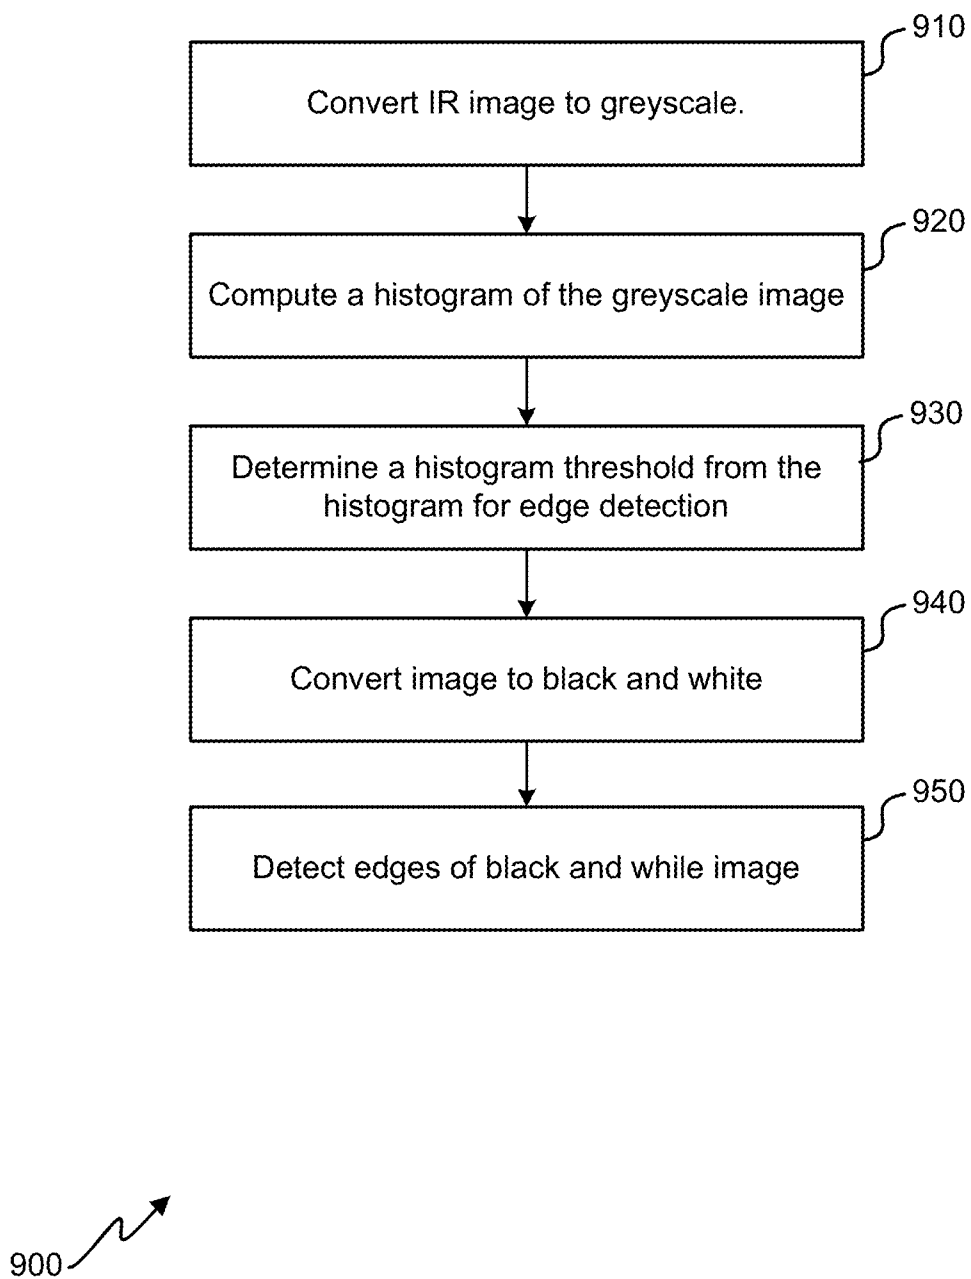 910
Convert IR image to greyscale.
920
Compute a histogram of the greyscale image
930
Determine a histogram threshold from the
histogram for edge detection
940
Convert image to black and white
950
Detect edges of black and while image
900